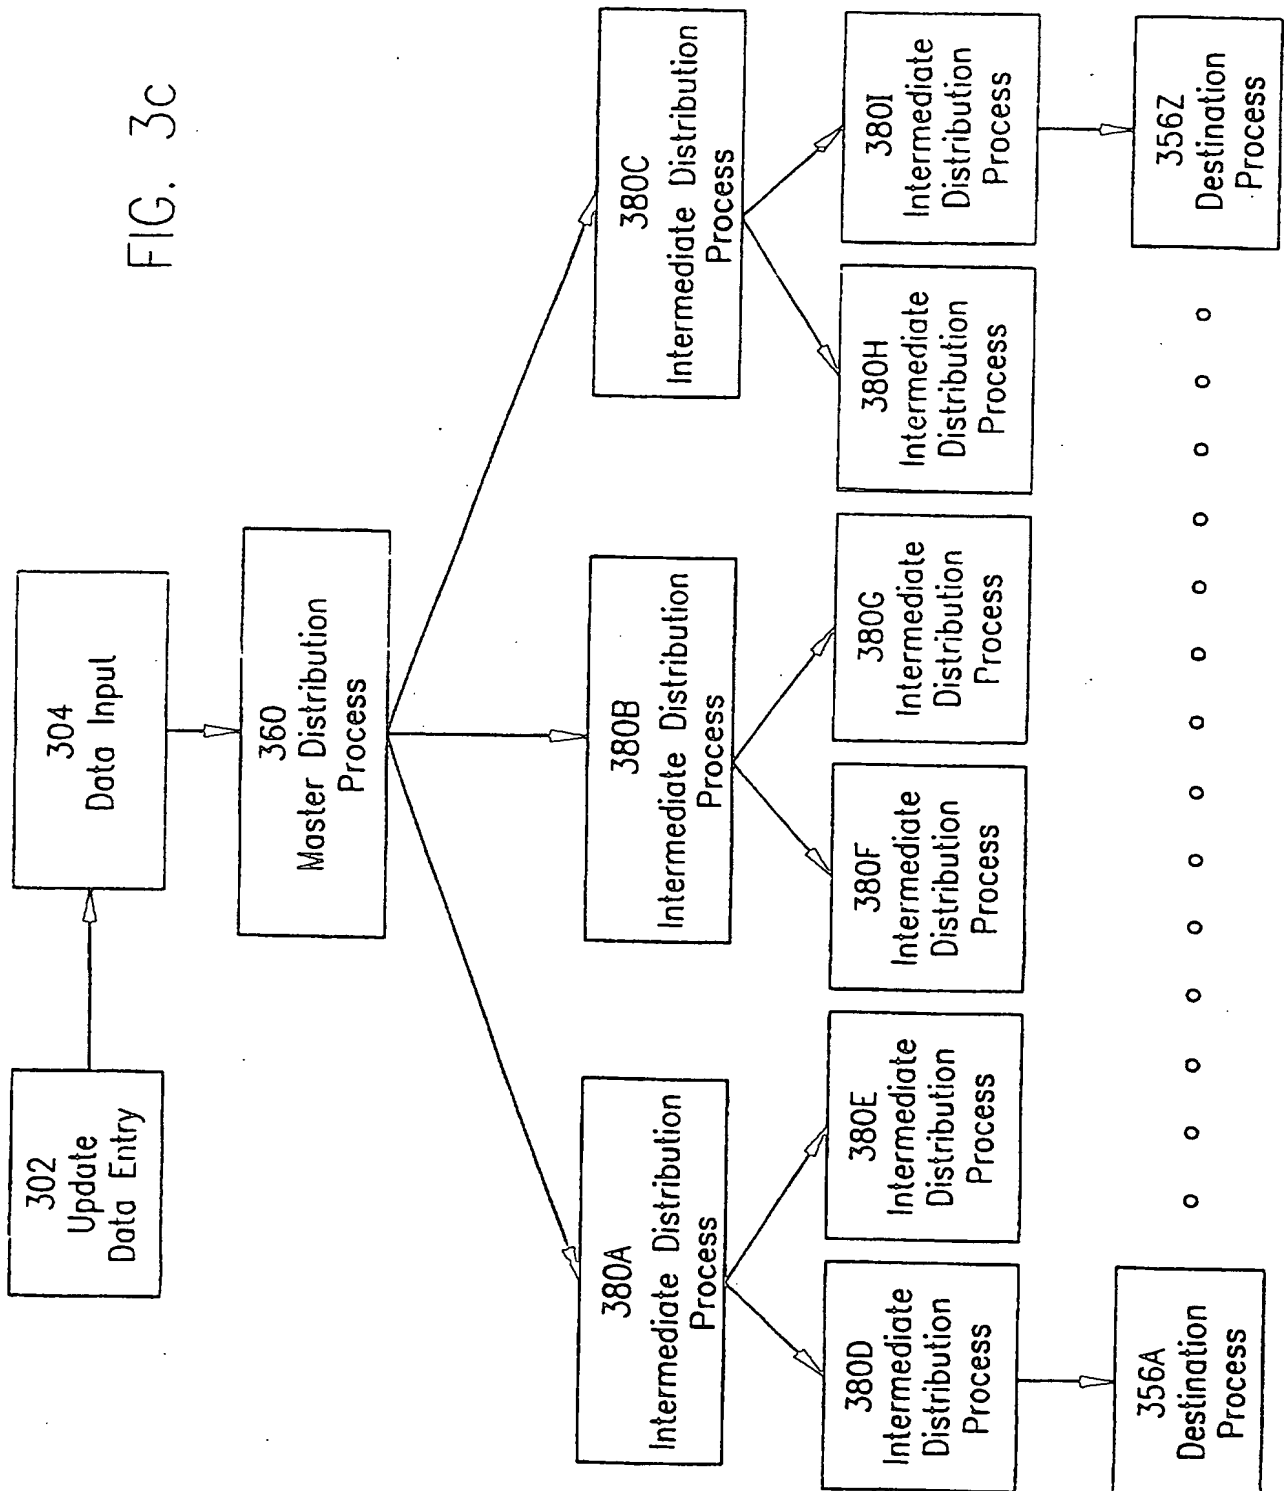 FIG. 3c
302
Update
Data Entry
304
Data Input
360
Master Distribution
Process
380A
Intermediate Distribution
Process
380B
Intermediate Distribution
Process
380C
Intermediate Distribution
Process
380D
Intermediate
Distribution
Process
380E
Intermediate
Distribution
Process
380F
Intermediate
Distribution
Process
380G
Intermediate
Distribution
Process
380H
Intermediate
Distribution
Process
380I
Intermediate
Distribution
Process
356A
Destination
Process
356Z
Destination
Process